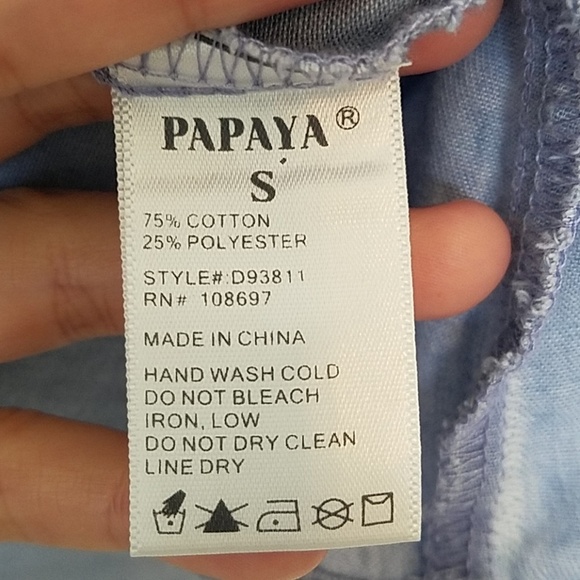 PAPAYA®
S
75% COTTON
25% POLYESTER
STYLE#:D93811
RN# 108697
MADE IN CHINA
HAND WASH COLD
DO NOT BLEACH
IRON, LOW
DO NOT DRY CLEAN
LINE DRY